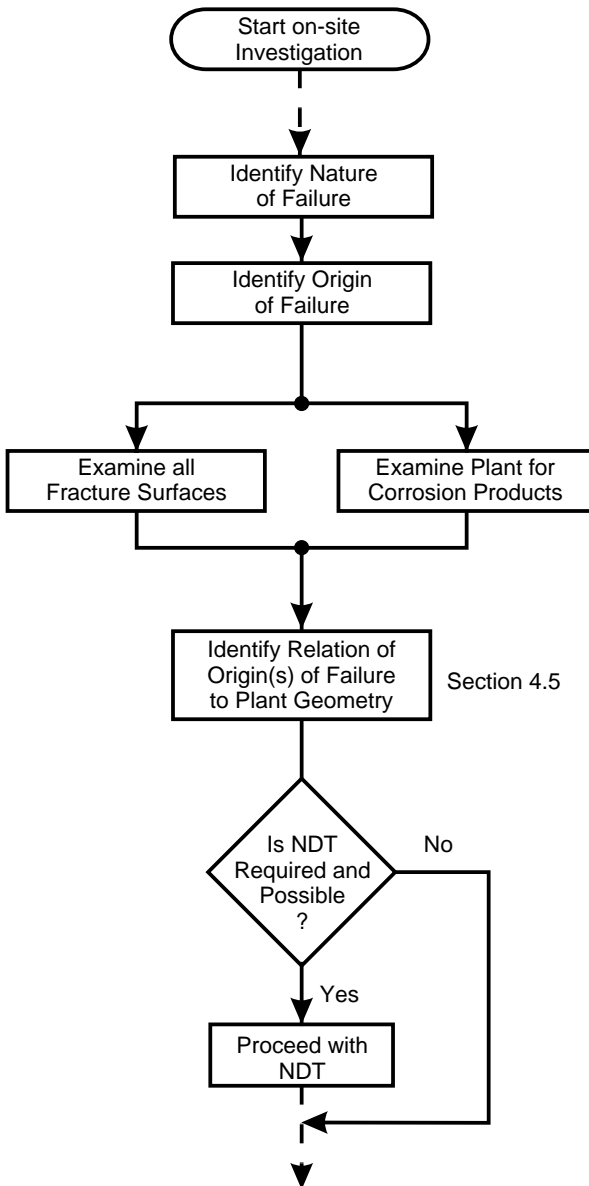 Start on-site
Investigation
Identify Nature
of Failure
Identify Origin
of Failure
Examine all
Fracture Surfaces
Examine Plant for
Corrosion Products
Identify Relation of
Origin(s) of Failure
to Plant Geometry
Section 4.5
Is NDT
Required and
Possible
?
No
Yes
Proceed with
NDT